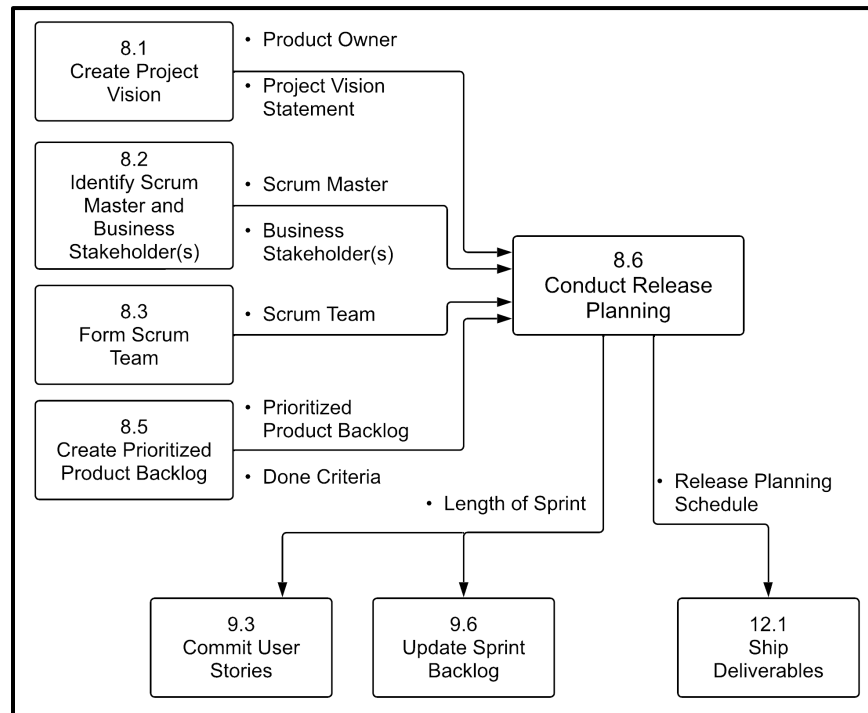 8.1
Create Project
Vision
• Product Owner
• Project Vision
Statement
8.2
Identify Scrum
Master and
Business
Stakeholder(s)
• Scrum Master
• Business
Stakeholder(s)
8.3
Form Scrum
Team
• Scrum Team
8.5
Create Prioritized
Product Backlog
• Prioritized
Product Backlog
• Done Criteria
8.6
Conduct Release
Planning
• Length of Sprint
• Release Planning
Schedule
9.3
Commit User
Stories
9.6
Update Sprint
Backlog
12.1
Ship
Deliverables